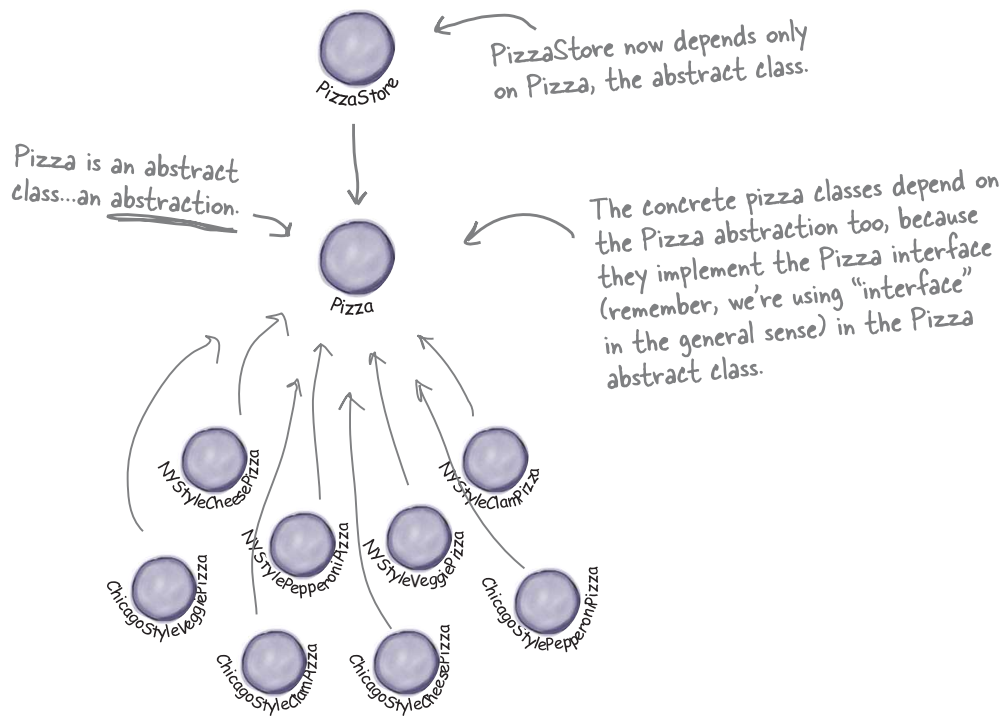 PizzaStore now depends only
on Pizza, the abstract class.
PizzaStore
Pizza is an abstract
class...an abstraction.
The concrete pizza classes depend on
the Pizza abstraction too, because
they implement the Pizza interface
(remember, we're using “interface”
in the general sense) in the Pizza
abstract class.
Pizza
NYStyleCheesePizza
NYStyleClamPizza
NYStylePepperoniPizza
NYStyleVeggiePizza
ChicagoStyleVeggiePizza
ChicagoStylePepperoniPizza
ChicagoStyleClamPizza
ChicagoStyleCheesePizza